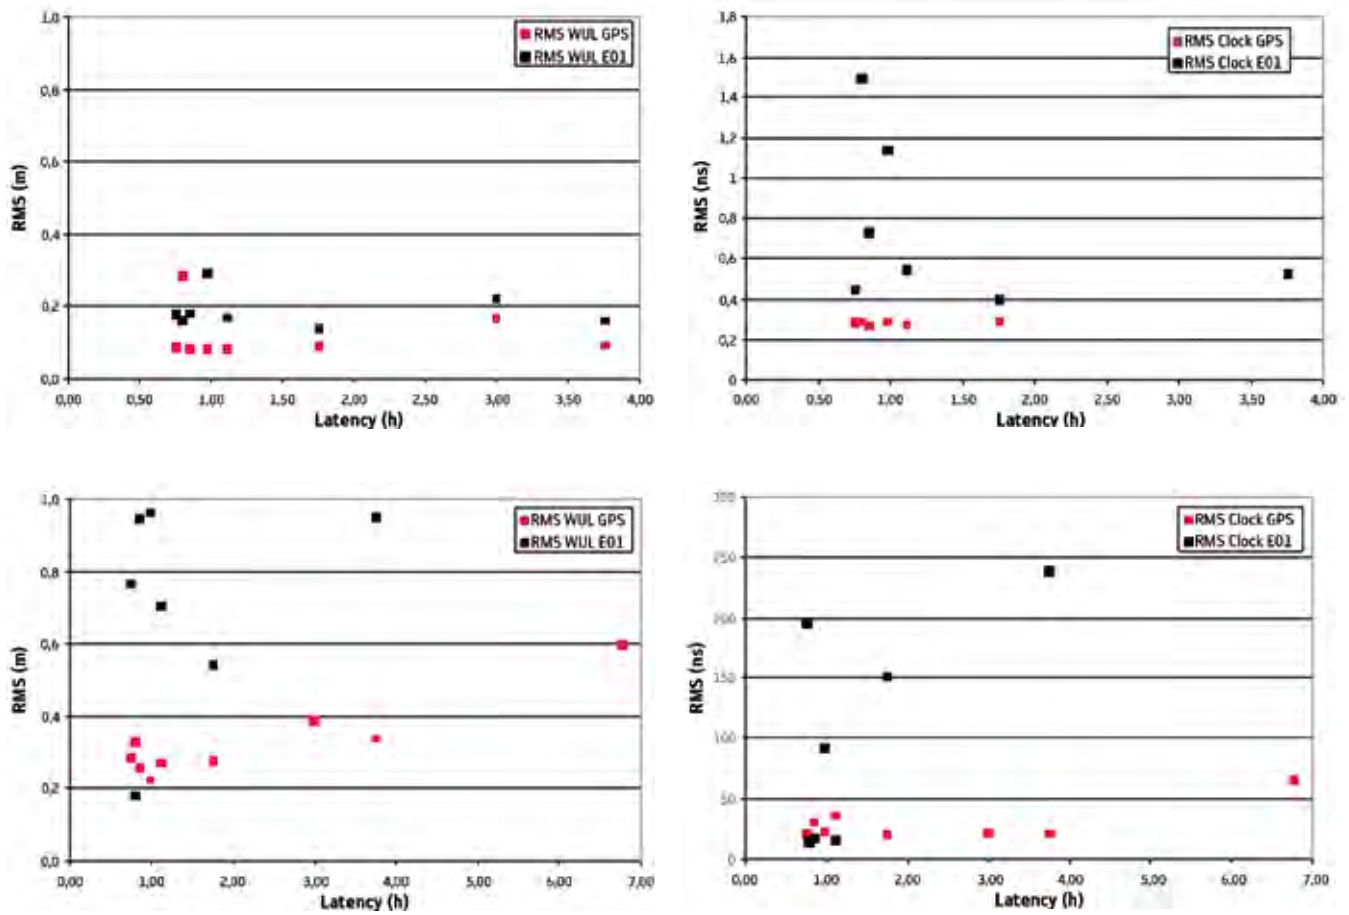 1,0
0,8
0,6
0,4
0,2
0,0
RMS (m)
RMS WUL GPS
RMS WUL E01
0,00 0,50 1,00 1,50 2,00 2,50 3,00 3,50 4,00
Latency (h)
1,8
1,6
1,4
1,2
1
0,8
0,6
0,4
0,2
0
RMS (ns)
RMS Clock GPS
RMS Clock E01
0,00 0,50 1,00 1,50 2,00 2,50 3,00 3,50 4,00
Latency (h)
1,0
0,8
0,6
0,4
0,2
0,0
RMS (m)
RMS WUL GPS
RMS WUL E01
0,00 1,00 2,00 3,00 4,00 5,00 6,00 7,00
Latency (h)
300
250
200
150
100
50
0
RMS (ns)
RMS Clock GPS
RMS Clock E01
0,00 1,00 2,00 3,00 4,00 5,00 6,00 7,00
Latency (h)